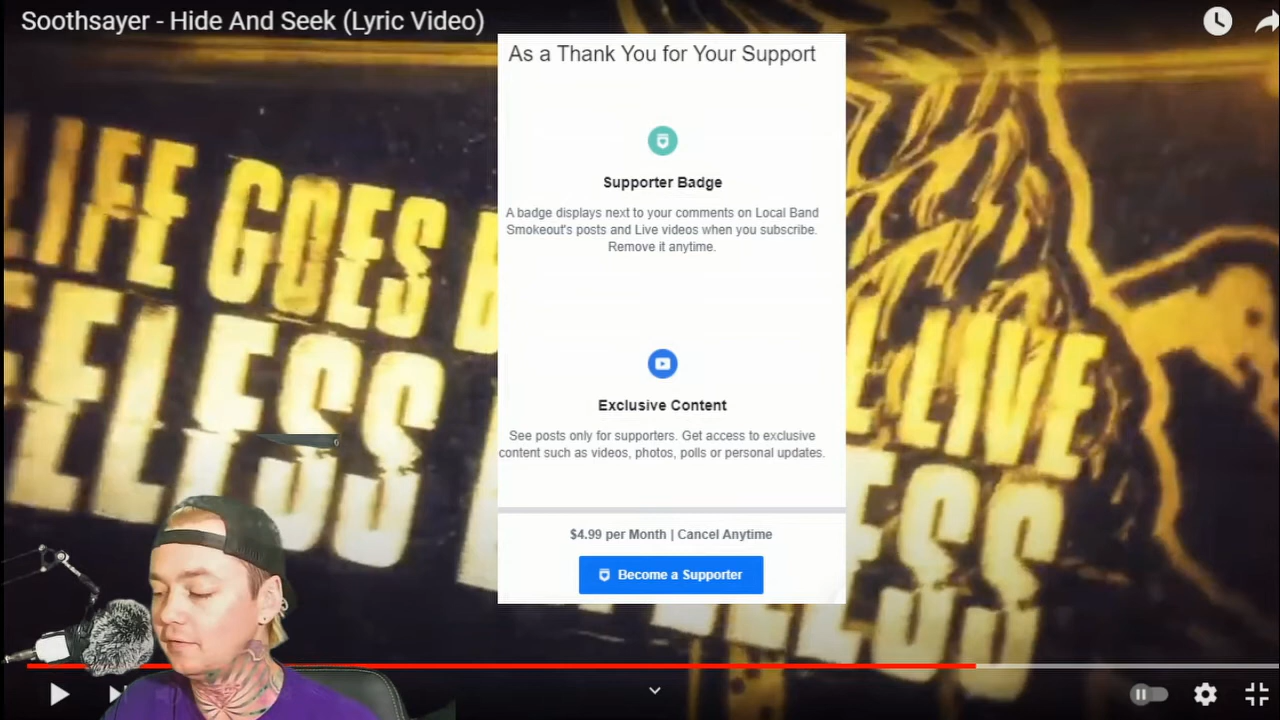 Soothsayer - Hide And Seek (Lyric Video)
As a Thank You for Your Support
LIFE GOES
Supporter Badge
A badge displays next to your comments on Local Band
Smokeout's posts and Live videos when you subscribe.
Remove it anytime.
LIVE
Exclusive Content
See posts only for supporters. Get access to exclusive
content such as videos, photos, polls or personal updates.
$4.99 per Month | Cancel Anytime
Become a Supporter